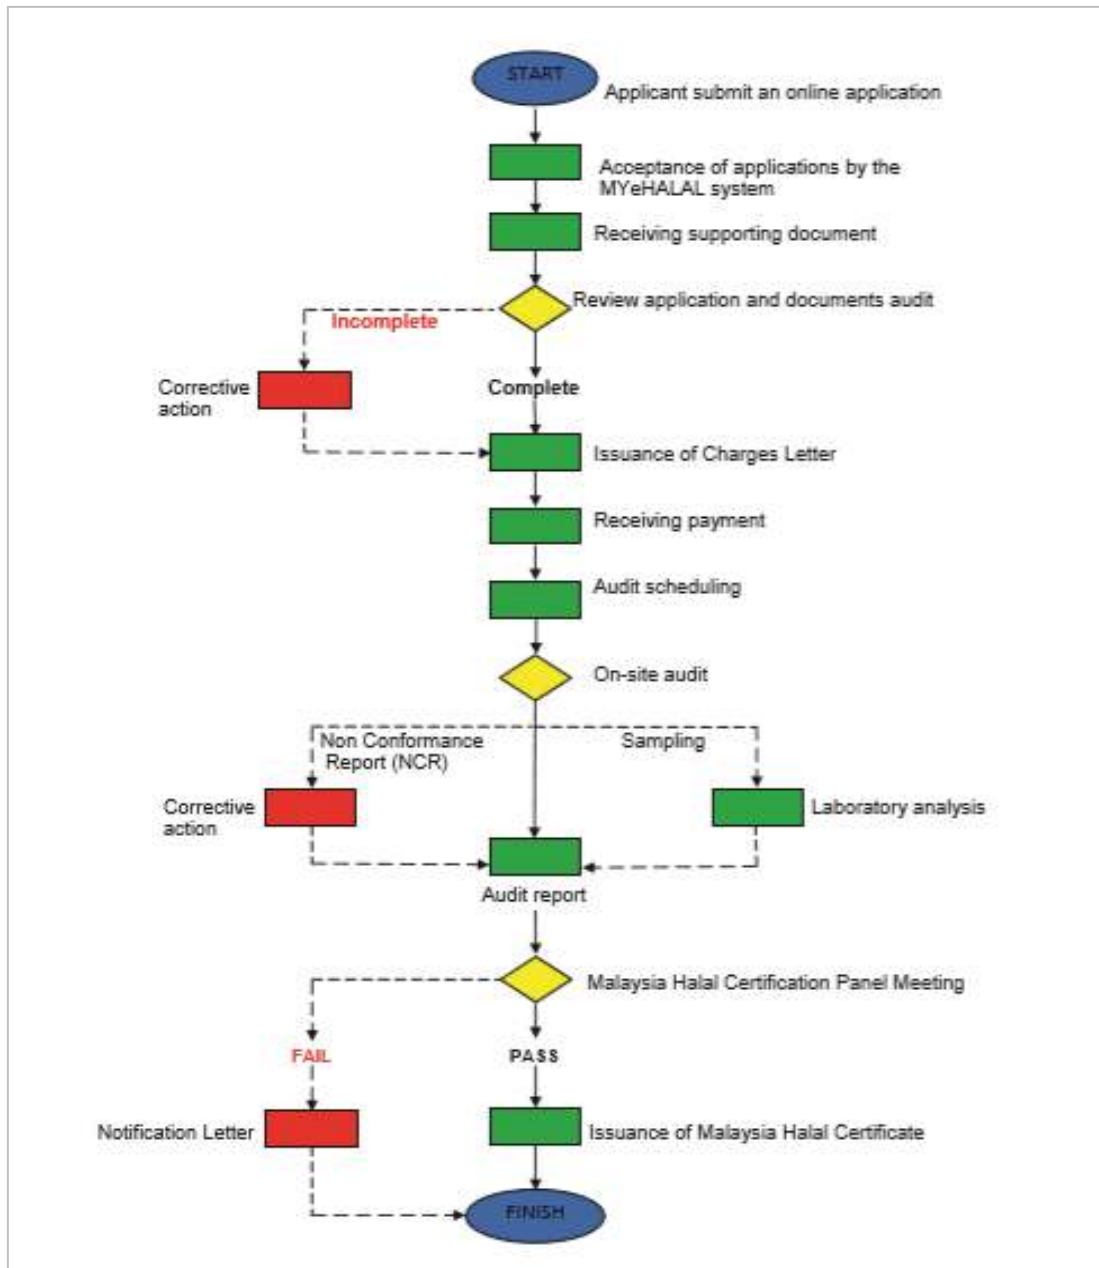 START
Applicant submit an online application
Acceptance of applications by the
MYeHALAL system
Receiving supporting document
Review application and documents audit
Incomplete
Corrective
action
Complete
Issuance of Charges Letter
Receiving payment
Audit scheduling
On-site audit
Non Conformance
Report (NCR)
Sampling
Corrective
action
Laboratory analysis
Audit report
Malaysia Halal Certification Panel Meeting
FAIL
PASS
Notification Letter
Issuance of Malaysia Halal Certificate
FINISH